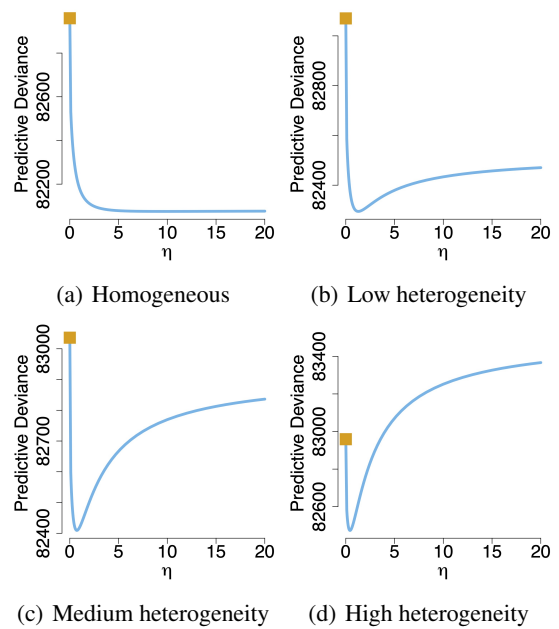 Predictive Deviance
82200
82600
0
5
10
15
20
η
(a) Homogeneous
Predictive Deviance
82400
82800
0
5
10
15
20
η
(b) Low heterogeneity
Predictive Deviance
82400
82700
83000
0
5
10
15
20
η
(c) Medium heterogeneity
Predictive Deviance
82600
83000
83400
0
5
10
15
20
η
(d) High heterogeneity